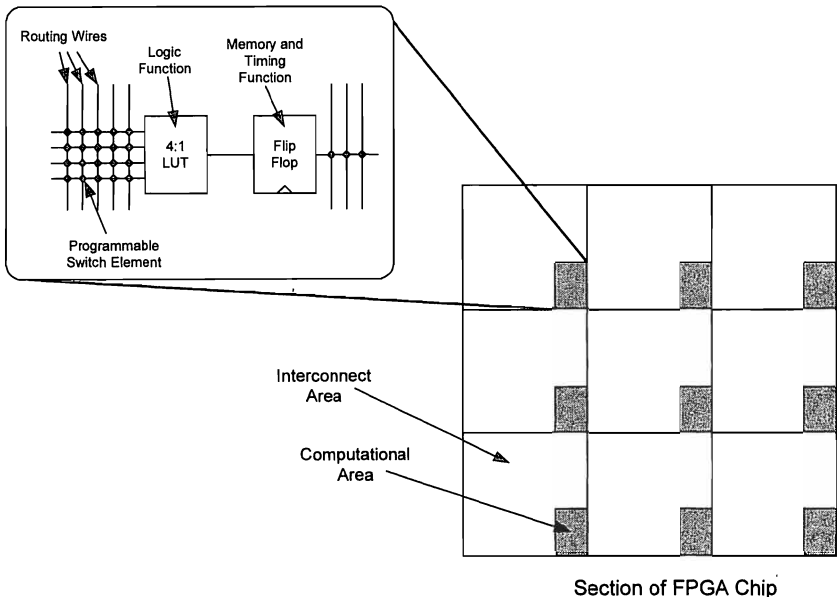 Routing Wires
Logic
Function
Memory and
Timing
Function
4:1
LUT
Flip
Flop
Programmable
Switch Element
Interconnect
Area
Computational
Area
Section of FPGA Chip